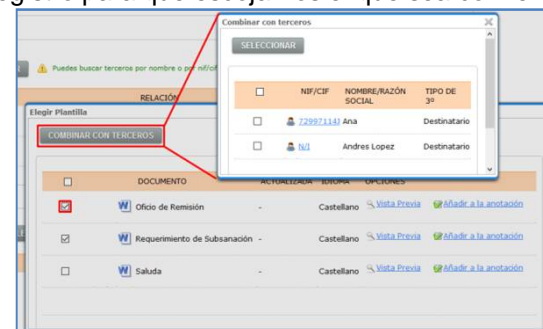 Combinar con terceros
SELECCIONAR
Puedes buscar terceros por nombre o por nif/cif
NIF/CIF NOMBRE/RAZÓN SOCIAL TIPO DE 3º
72997114J Ana Destinatario
N/I Andres Lopez Destinatario
RELACIÓN
Elegir Plantilla
COMBINAR CON TERCEROS
DOCUMENTO ACTUALIZADA IDIOMA OPCIONES
Oficio de Remisión - Castellano Vista Previa Añadir a la anotación
Requerimiento de Subsanación - Castellano Vista Previa Añadir a la anotación
Saluda - Castellano Vista Previa Añadir a la anotación